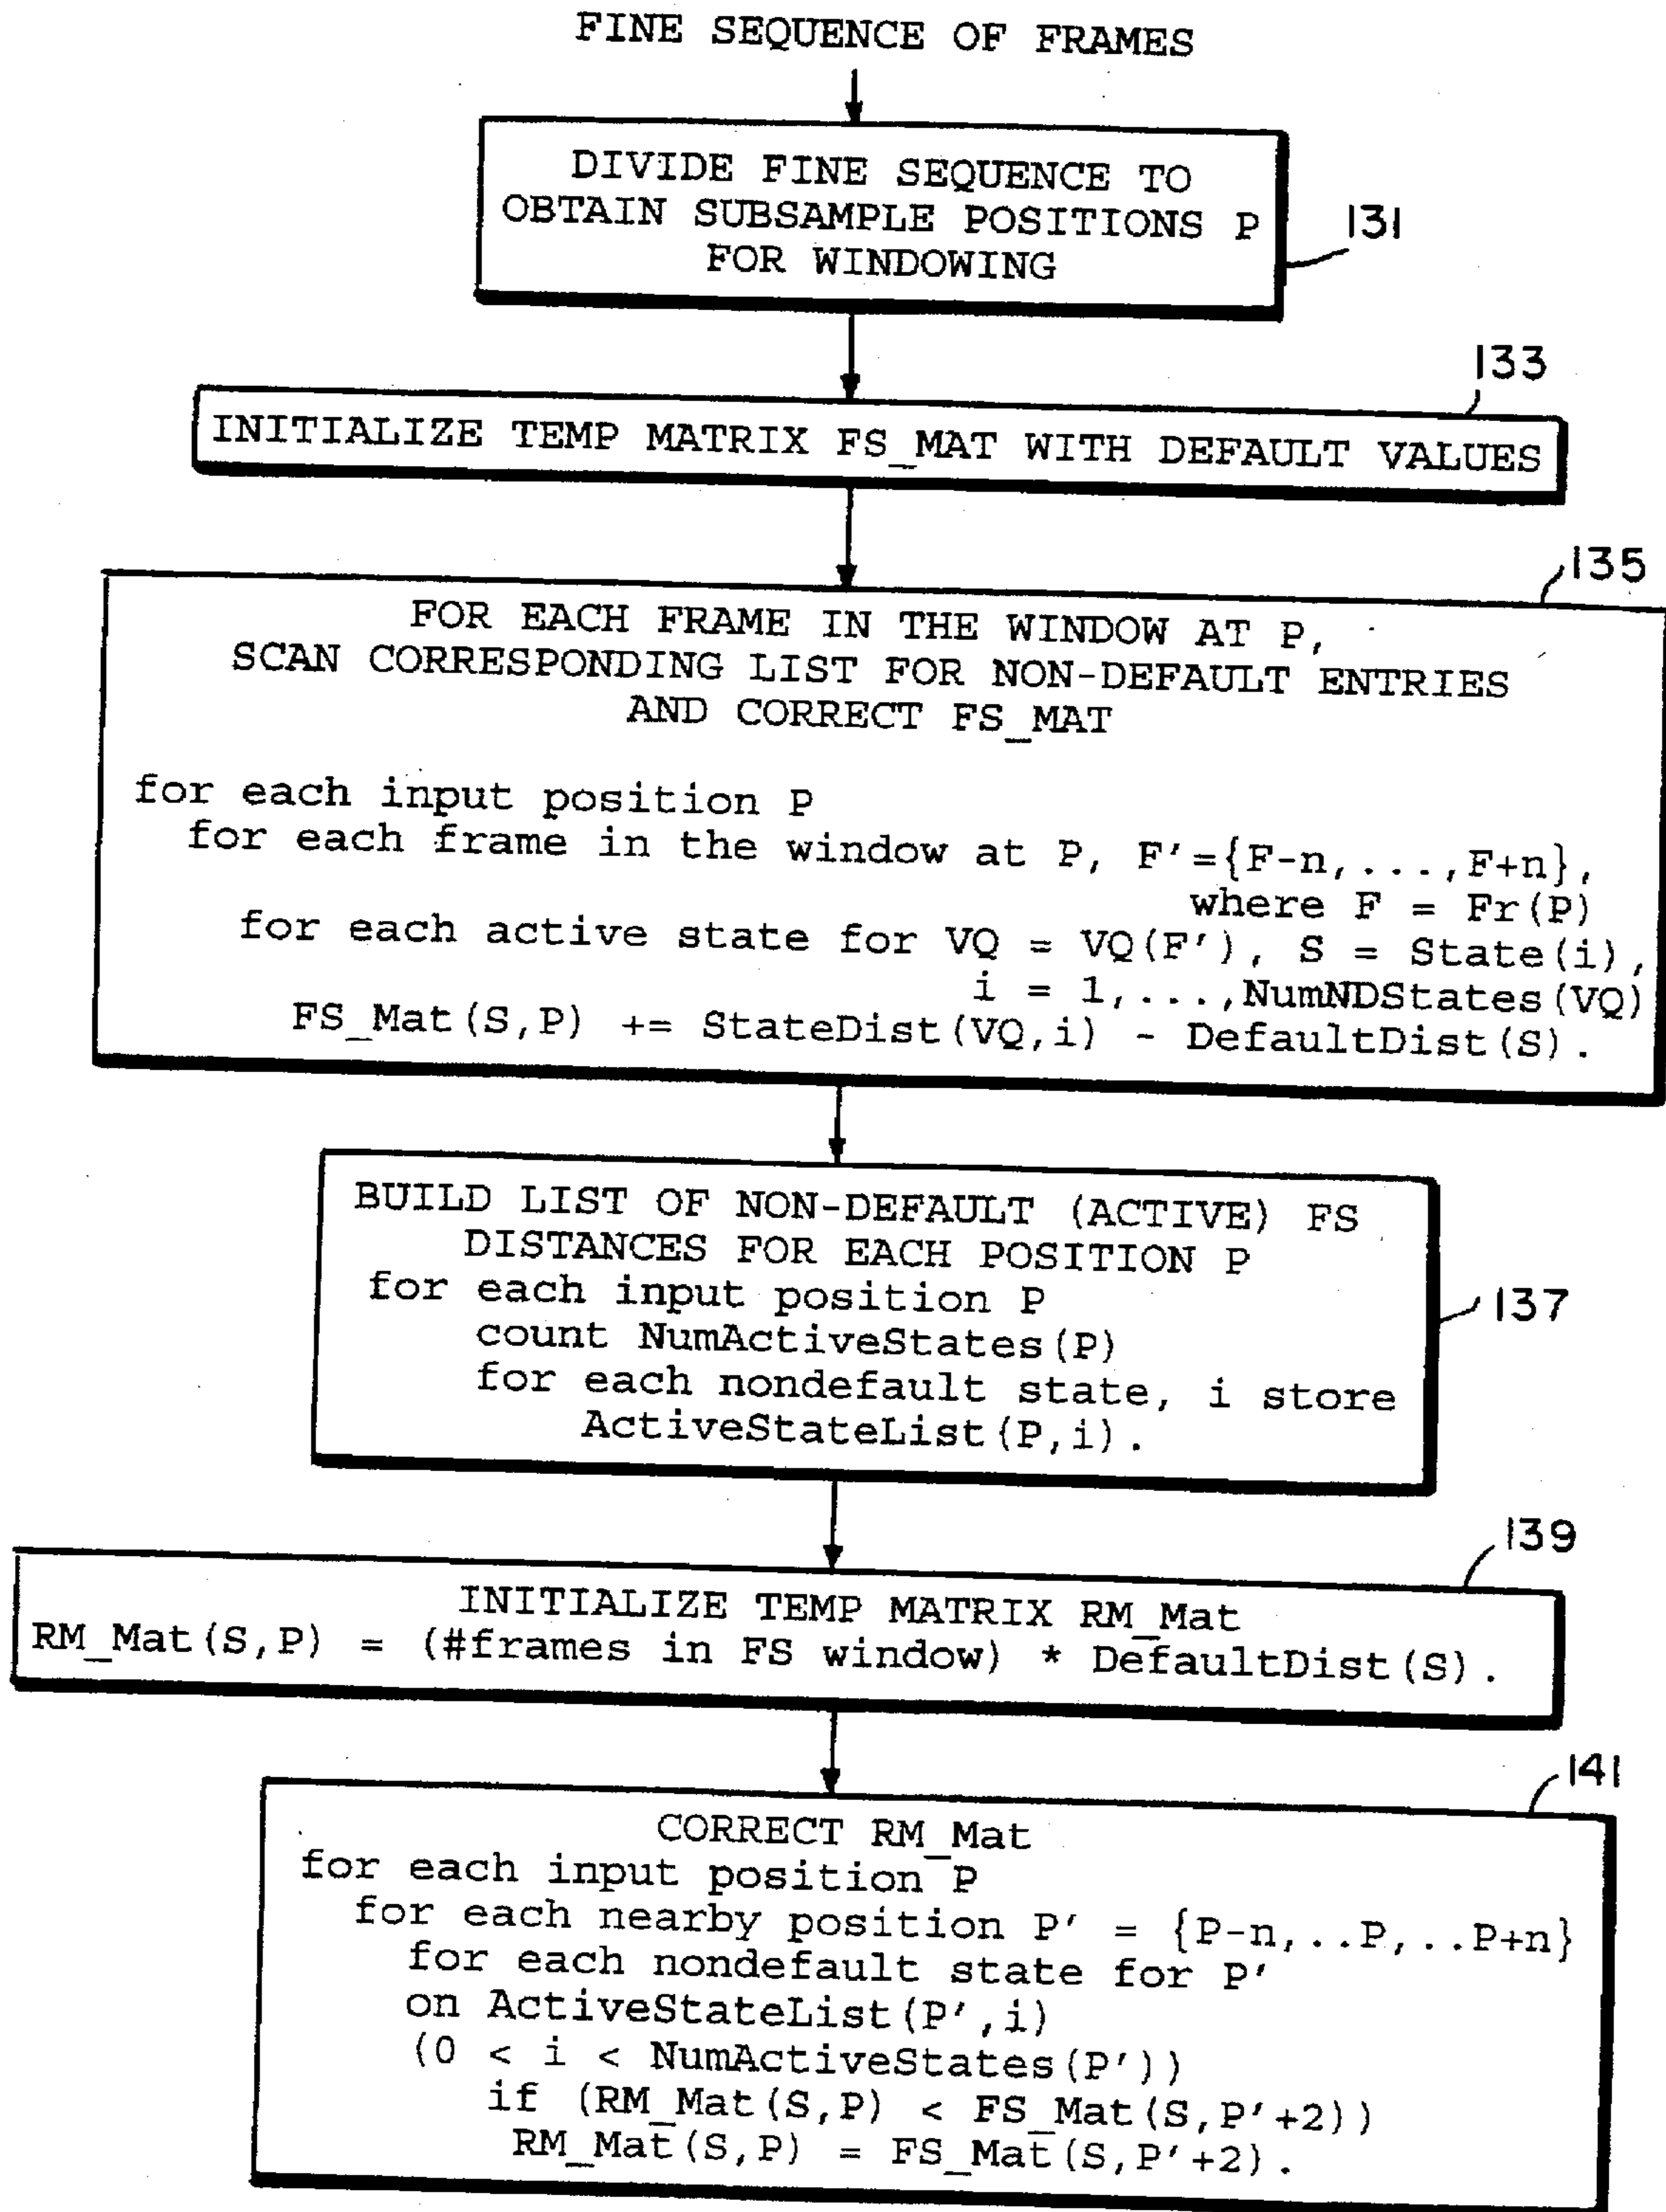 FINE SEQUENCE OF FRAMES
DIVIDE FINE SEQUENCE TO
OBTAIN SUBSAMPLE POSITIONS P
FOR WINDOWING
131
133
INITIALIZE TEMP MATRIX FS_MAT WITH DEFAULT VALUES
135
FOR EACH FRAME IN THE WINDOW AT P,
SCAN CORRESPONDING LIST FOR NON-DEFAULT ENTRIES
AND CORRECT FS_MAT
for each input position P
for each frame in the window at P, F'={F-n,...,F+n},
where F = Fr(P)
for each active state for VQ = VQ(F'), S = State(i),
i = 1,...,NumNDStates(VQ)
FS_Mat(S,P) += StateDist(VQ,i) - DefaultDist(S).
BUILD LIST OF NON-DEFAULT (ACTIVE) FS
DISTANCES FOR EACH POSITION P
for each input position P
count NumActiveStates(P)
for each nondefault state, i store
ActiveStateList(P,i).
137
139
INITIALIZE TEMP MATRIX RM_Mat
RM_Mat(S,P) = (#frames in FS window) * DefaultDist(S).
141
CORRECT RM_Mat
for each input position P
for each nearby position P' = {P-n,..P,..P+n}
for each nondefault state for P'
on ActiveStateList(P',i)
(0 < i < NumActiveStates(P'))
if (RM_Mat(S,P) < FS_Mat(S,P'+2))
RM_Mat(S,P) = FS_Mat(S,P'+2).